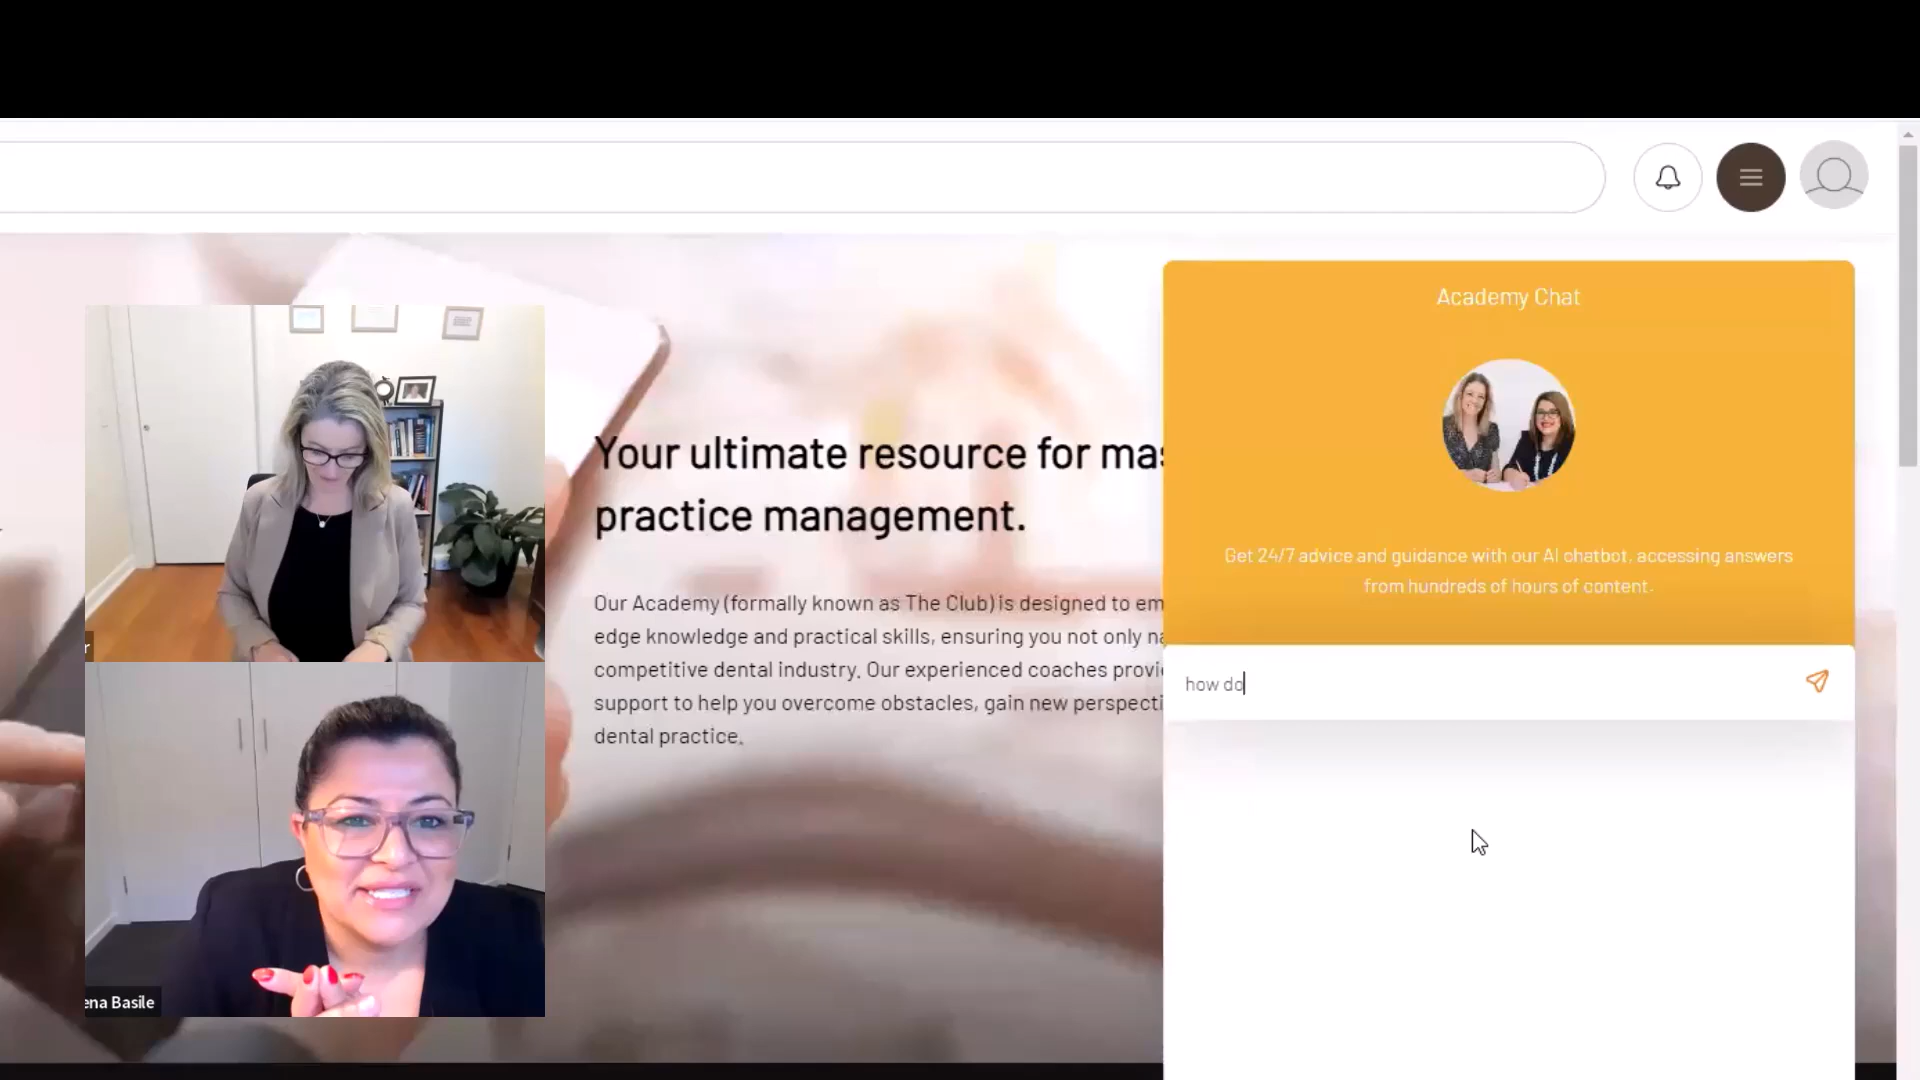 Academy Chat
Your ultimate resource for
practice management.
Get 24/7 advice and guidance with our AI chatbot, accessing answers
from hundreds of hours of content.
Our Academy (formally known as The Club) is designed to em
edge knowledge and practical skills, ensuring you not only
competitive dental industry. Our experienced coaches provi
support to help you overcome obstacles, gain new perspecti
dental practice.
how do
ena Basile